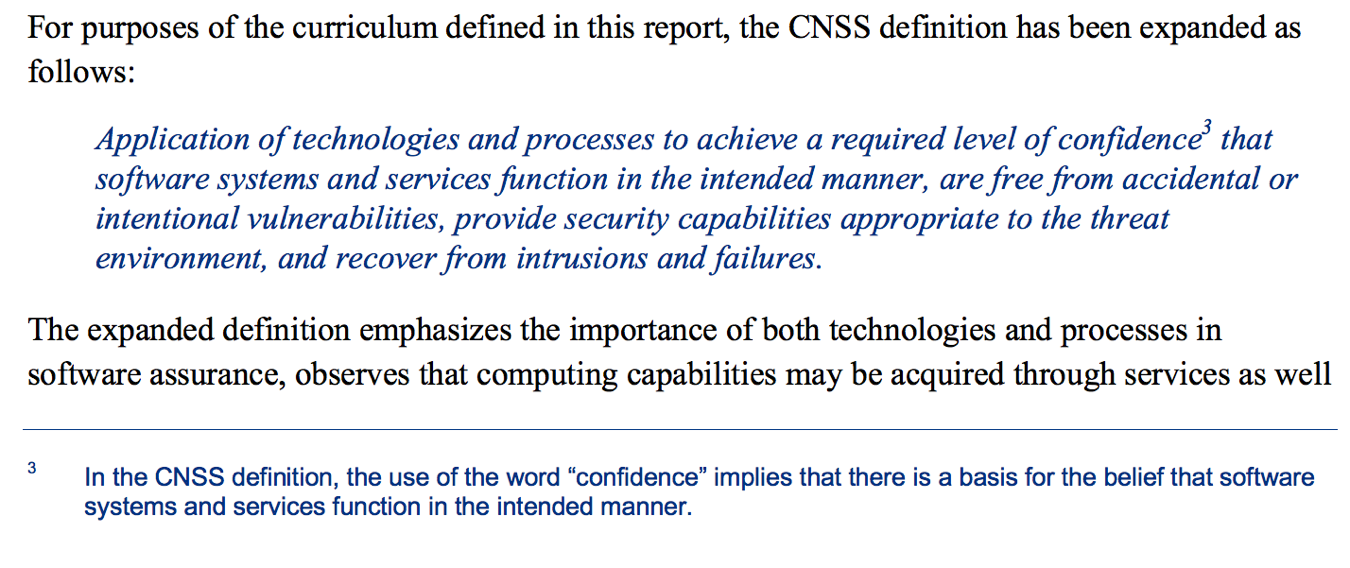 For purposes of the curriculum defined in this report, the CNSS definition has been expanded as
follows:
Application of technologies and processes to achieve a required level of confidence3 that
software systems and services function in the intended manner, are free from accidental or
intentional vulnerabilities, provide security capabilities appropriate to the threat
environment, and recover from intrusions and failures.
The expanded definition emphasizes the importance of both technologies and processes in
software assurance, observes that computing capabilities may be acquired through services as well
3 In the CNSS definition, the use of the word “confidence” implies that there is a basis for the belief that software
systems and services function in the intended manner.